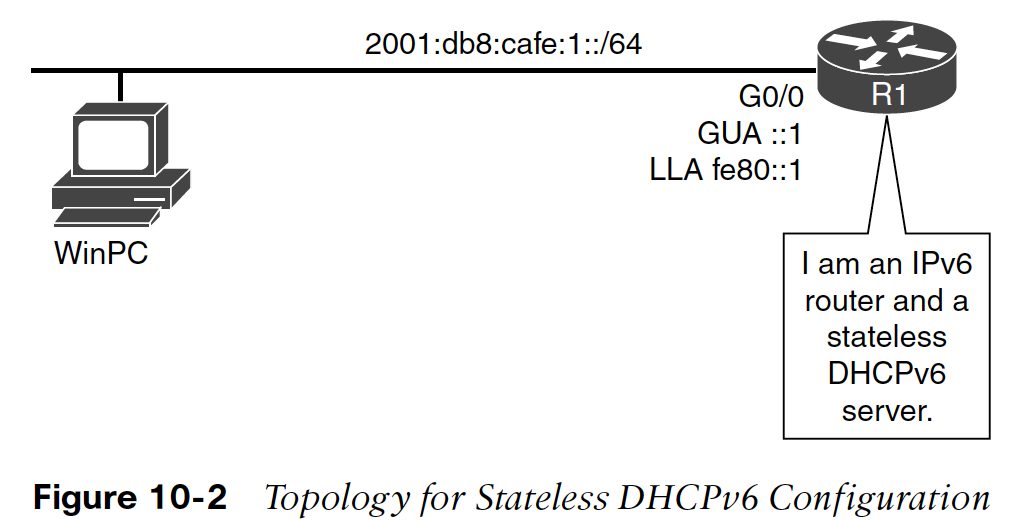 2001:db8:cafe:1::/64
R1
G0/0
GUA ::1
LLA fe80::1
WinPC
I am an IPv6
router and a
stateless
DHCPv6
server.
Figure 10-2 Topology for Stateless DHCPv6 Configuration